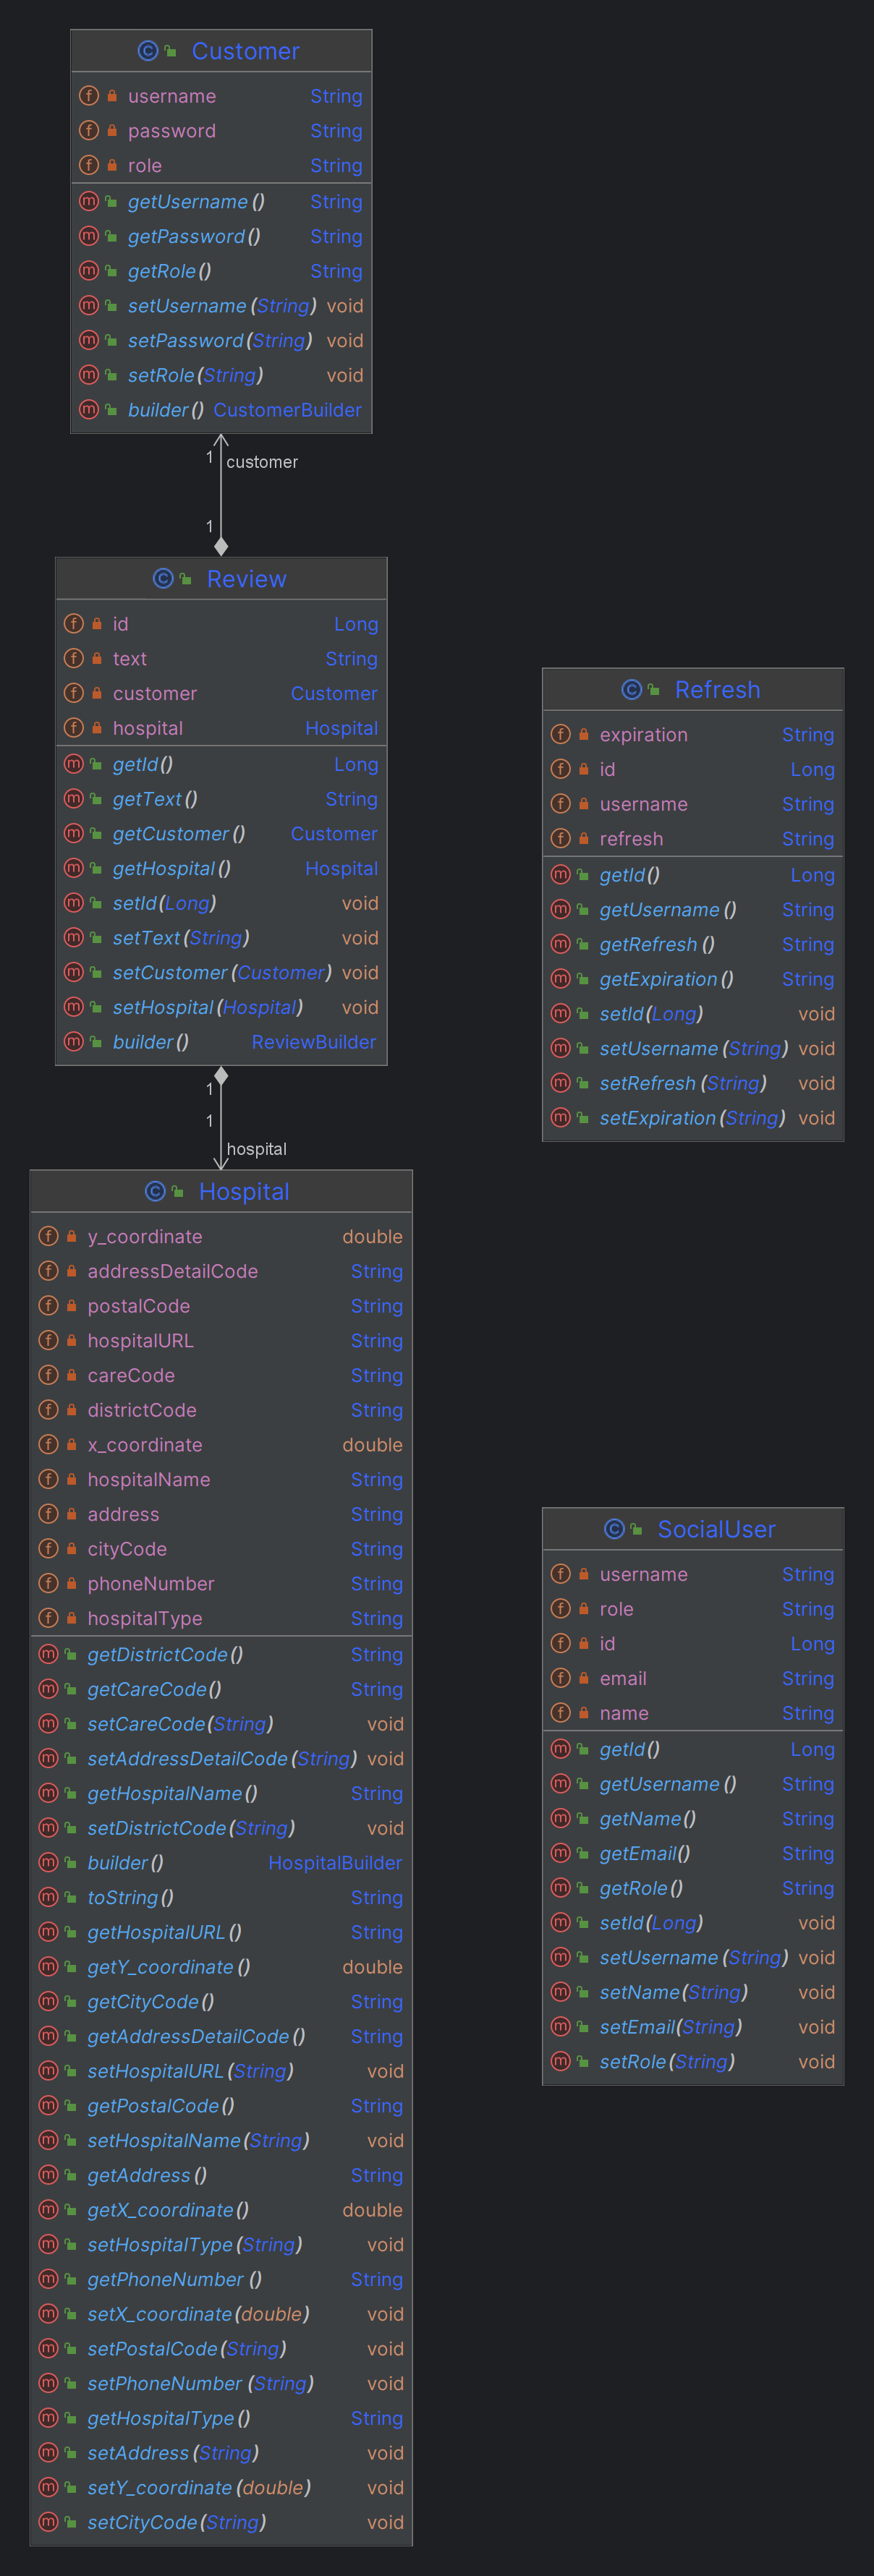 Customer
username String
password String
role String
getUsername() String
getPassword() String
getRole() String
setUsername(String) void
setPassword(String) void
setRole(String) void
builder() CustomerBuilder
1 customer
1
Review
id Long
text String
customer Customer
hospital Hospital
getId() Long
getText() String
getCustomer() Customer
getHospital() Hospital
setId(Long) void
setText(String) void
setCustomer(Customer) void
setHospital(Hospital) void
builder() ReviewBuilder
1
1
hospital
Hospital
y_coordinate double
addressDetailCode String
postalCode String
hospitalURL String
careCode String
districtCode String
x_coordinate double
hospitalName String
address String
cityCode String
phoneNumber String
hospitalType String
getDistrictCode() String
getCareCode() String
setCareCode(String) void
setAddressDetailCode(String) void
getHospitalName() String
setDistrictCode(String) void
builder() HospitalBuilder
toString() String
getHospitalURL() String
getY_coordinate() double
getCityCode() String
getAddressDetailCode() String
setHospitalURL(String) void
getPostalCode() String
setHospitalName(String) void
getAddress() String
getX_coordinate() double
setHospitalType(String) void
getPhoneNumber() String
setX_coordinate(double) void
setPostalCode(String) void
setPhoneNumber(String) void
getHospitalType() String
setAddress(String) void
setY_coordinate(double) void
setCityCode(String) void
Refresh
expiration String
id Long
username String
refresh String
getId() Long
getUsername() String
getRefresh() String
getExpiration() String
setId(Long) void
setUsername(String) void
setRefresh(String) void
setExpiration(String) void
SocialUser
username String
role String
id Long
email String
name String
getId() Long
getUsername() String
getName() String
getEmail() String
getRole() String
setId(Long) void
setUsername(String) void
setName(String) void
setEmail(String) void
setRole(String) void